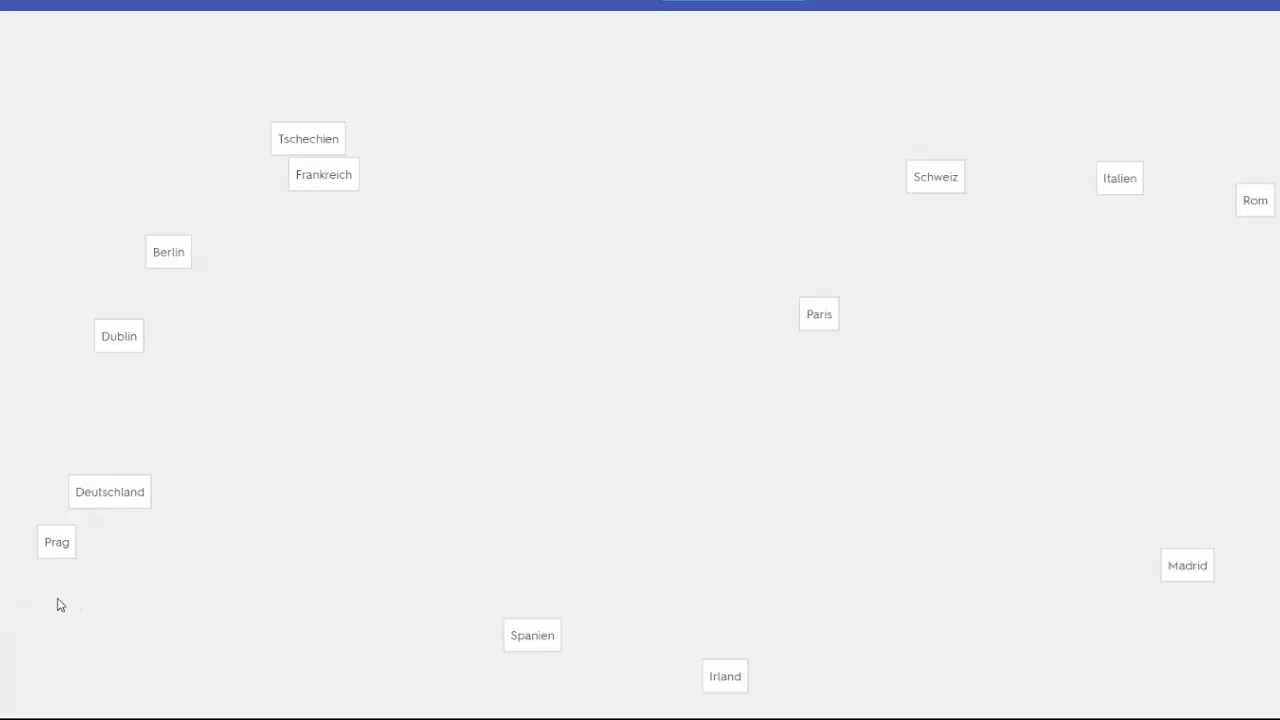 Tschechien
Frankreich
Schweiz
Italien
Rom
Berlin
Paris
Dublin
Deutschland
Prag
Madrid
Spanien
Irland